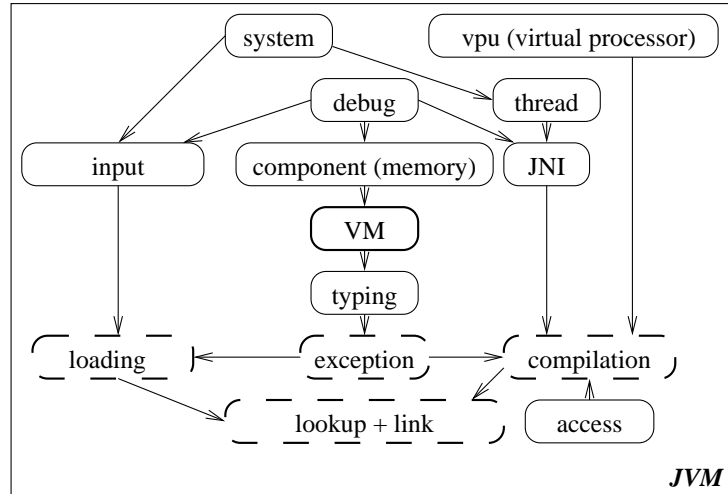 system
vpu (virtual processor)
debug
thread
input
component (memory)
JNI
VM
typing
loading
exception
compilation
lookup + link
access
JVM